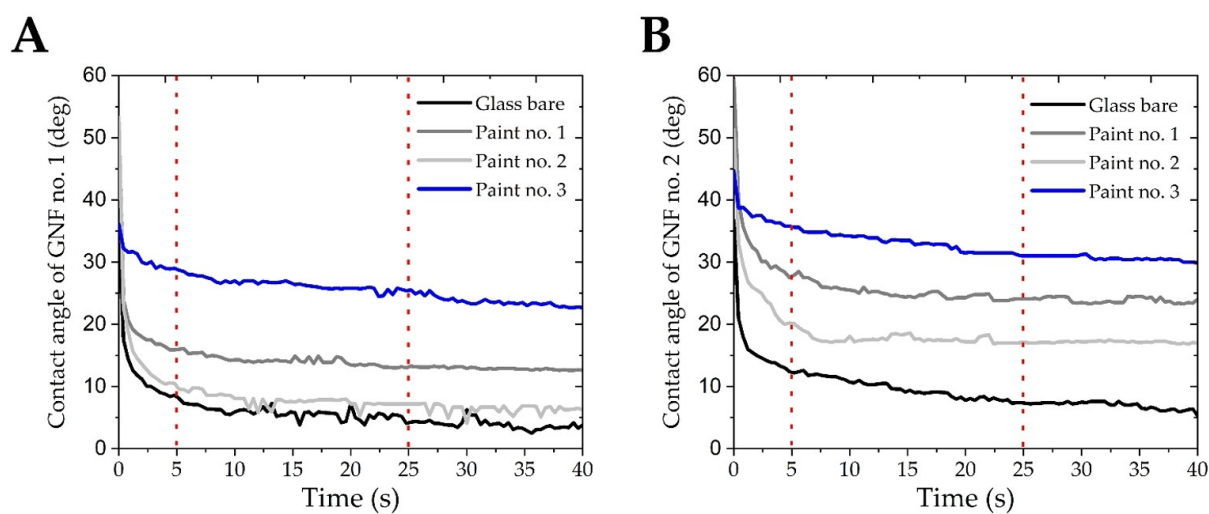 A
Contact angle of GNF no. 1 (deg)
60
50
40
30
20
10
0
Glass bare
Paint no. 1
Paint no. 2
Paint no. 3
0 5 10 15 20 25 30 35 40
Time (s)
B
Contact angle of GNF no. 2 (deg)
60
50
40
30
20
10
0
Glass bare
Paint no. 1
Paint no. 2
Paint no. 3
0 5 10 15 20 25 30 35 40
Time (s)